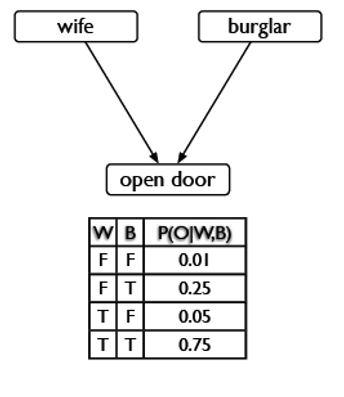 wife burglar
open door
W B P(O|W,B)
F F 0.01
F T 0.25
T F 0.05
T T 0.75